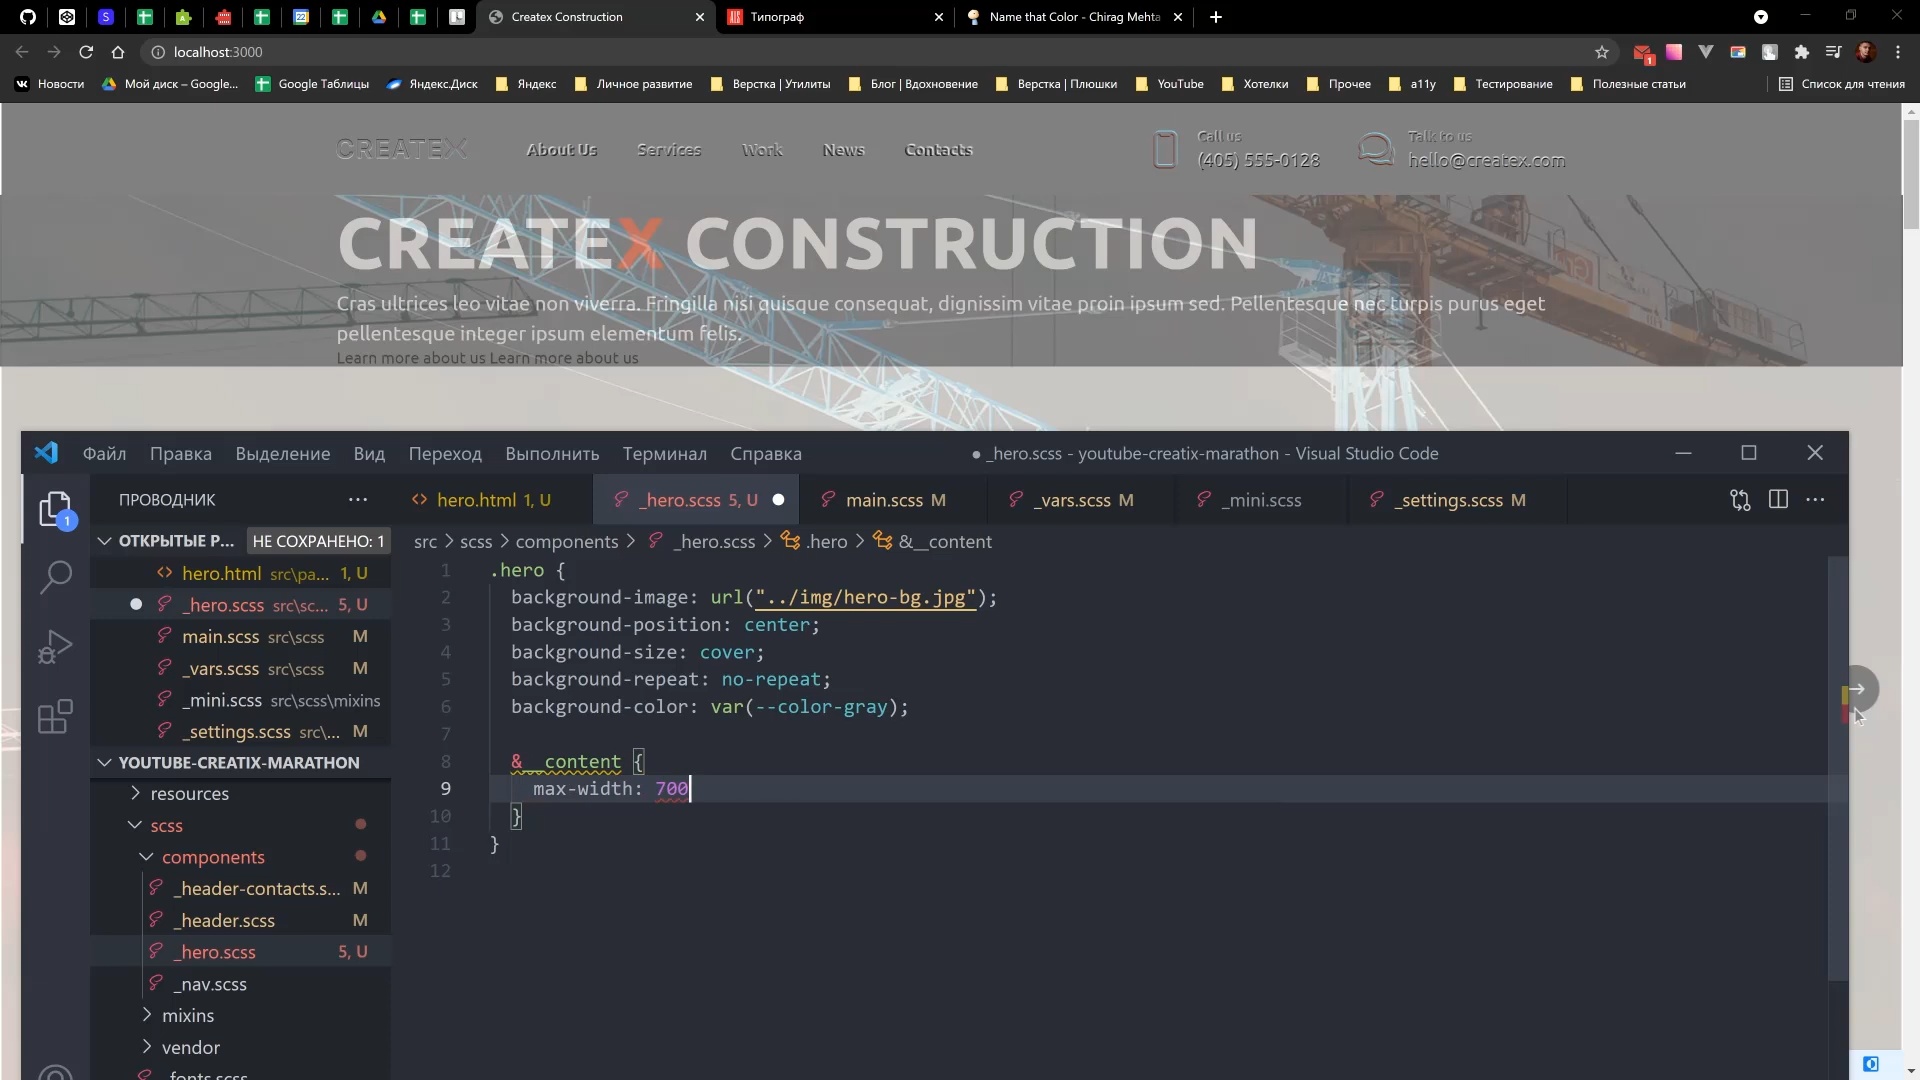 Createx Construction
Типограф
Name that Color - Chirag Mehta
localhost:3000
Новости
Мой диск – Google...
Google Таблицы
Яндекс.Диск
Яндекс
Личное развитие
Верстка | Утилиты
Блог | Вдохновение
Верстка | Плюшки
YouTube
Хотелки
Прочее
a11y
Тестирование
Полезные статьи
Список для чтения
CREATEX
About Us
Services
Work
News
Contacts
Call us
(405) 555-0128
Talk to us
hello@createx.com
CREATEX CONSTRUCTION
Cras ultrices leo vitae non viverra. Fringilla nisi quisque consequat, dignissim vitae proin ipsum sed. Pellentesque nec turpis purus eget
pellentesque integer ipsum elementum felis.
Learn more about us Learn more about us
Файл Правка Выделение Вид Переход Выполнить Терминал Справка
● _hero.scss - youtube-creatix-marathon - Visual Studio Code
ПРОВОДНИК
hero.html 1, U
_hero.scss 5, U
main.scss M
_vars.scss M
_mini.scss
_settings.scss M
ОТКРЫТЫЕ Р... НЕ СОХРАНЕНО: 1
hero.html src\pa... 1, U
_hero.scss src\sc... 5, U
main.scss src\scss M
_vars.scss src\scss M
_mini.scss src\scss\mixins
_settings.scss src\... M
YOUTUBE-CREATIX-MARATHON
resources
scss
components
_header-contacts.s... M
_header.scss M
_hero.scss 5, U
_nav.scss
mixins
vendor
_fonts.scss
src > scss > components > _hero.scss > .hero > &__content
1 .hero {
2 background-image: url("../img/hero-bg.jpg");
3 background-position: center;
4 background-size: cover;
5 background-repeat: no-repeat;
6 background-color: var(--color-gray);
7
8 &__content {
9 max-width: 700
10 }
11 }
12